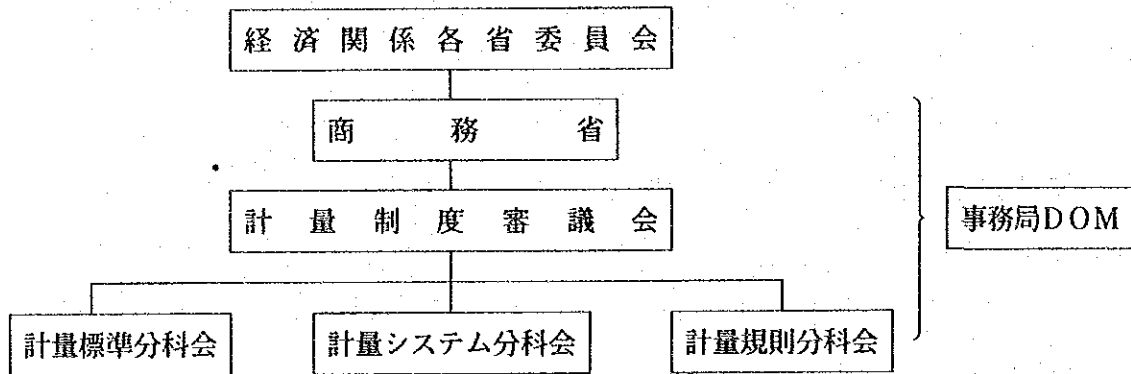 経済関係各省委員会
商務省
計量制度審議会
事務局DOM
計量標準分科会
計量システム分科会
計量規則分科会